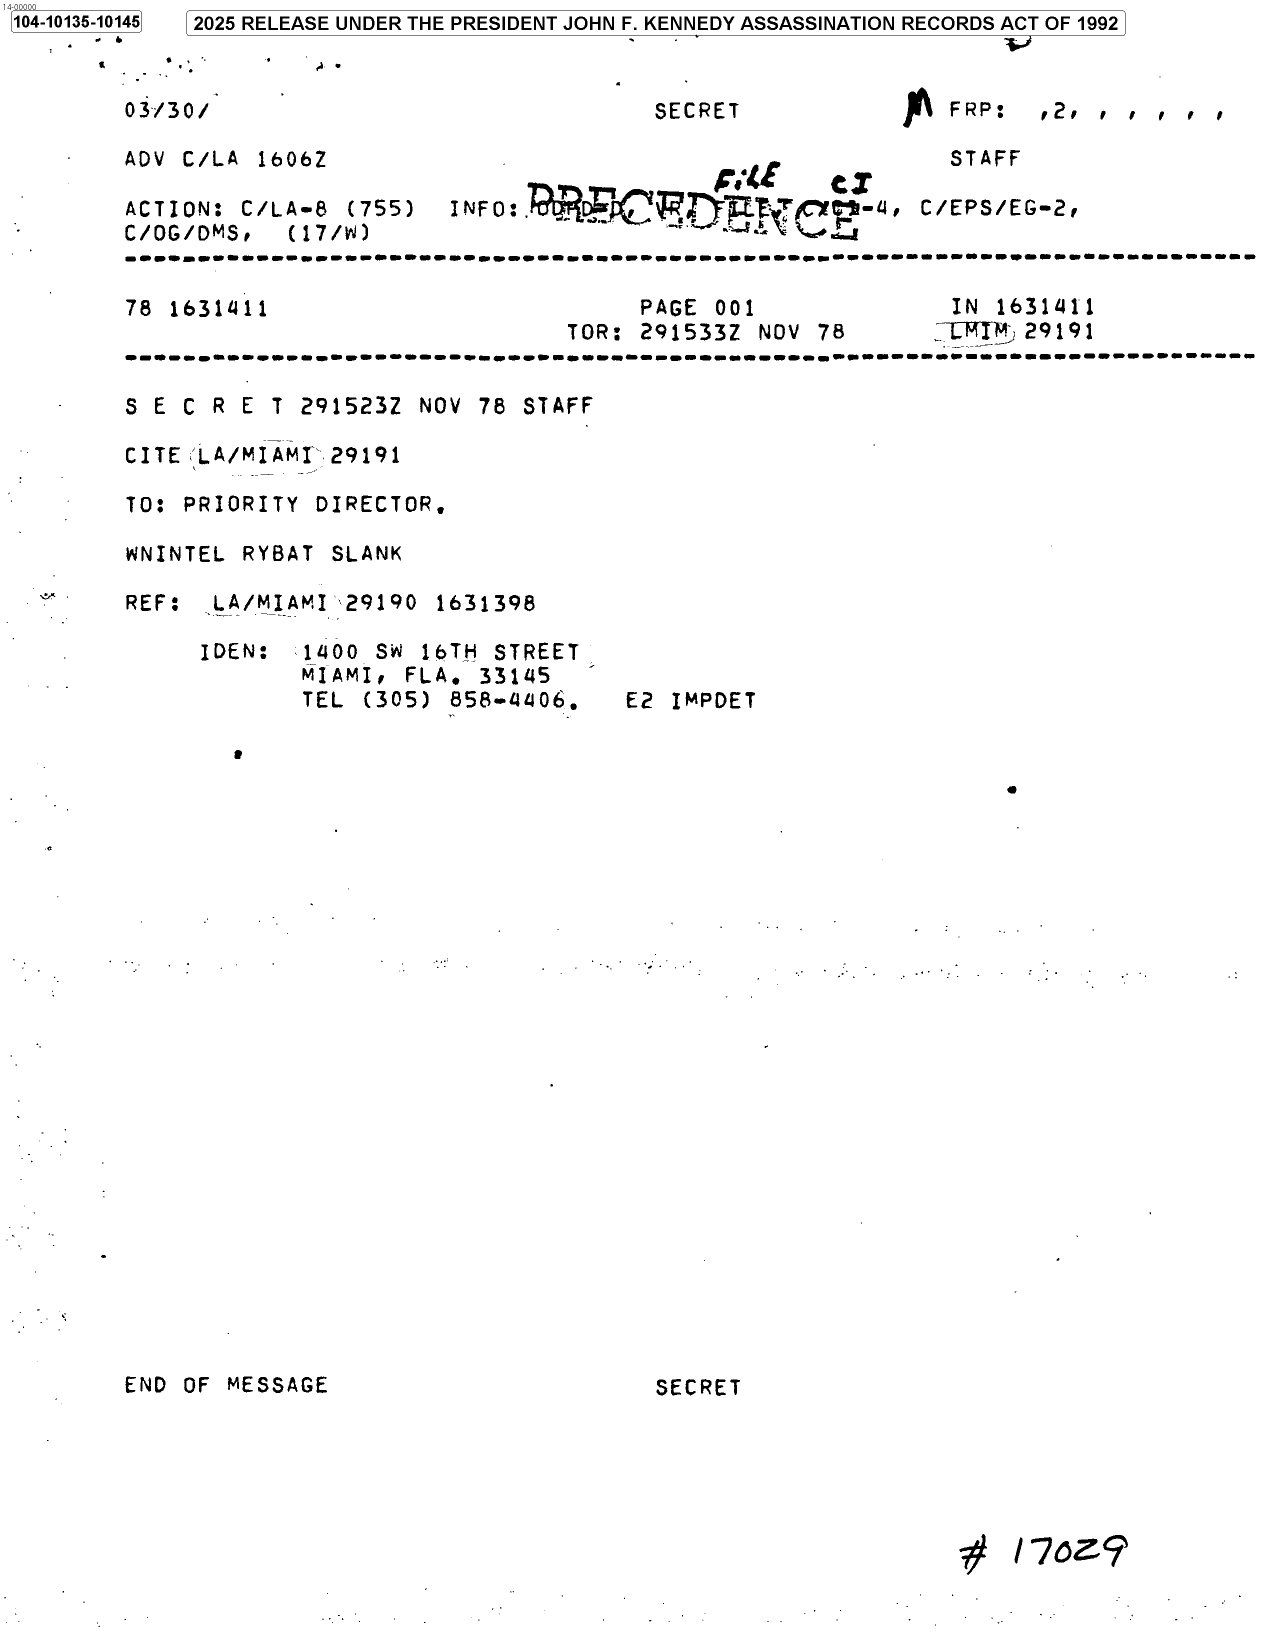 14-00000
104-10135-10145
2025 RELEASE UNDER THE PRESIDENT JOHN F. KENNEDY ASSASSINATION RECORDS ACT OF 1992
03/30/ SECRET FRP: ,2, , , , , ,
ADV C/LA 1606Z STAFF
FILE CI
ACTION: C/LA-8 (755) INFO: PRECEDENCE -4, C/EPS/EG-2,
C/OG/DMS, (17/W)
78 1631411 PAGE 001 IN 1631411
TOR: 291533Z NOV 78 LMIM 29191
S E C R E T 291523Z NOV 78 STAFF
CITE LA/MIAMI 29191
TO: PRIORITY DIRECTOR.
WNINTEL RYBAT SLANK
REF: LA/MIAMI 29190 1631398
IDEN: 1400 SW 16TH STREET
MIAMI, FLA. 33145
TEL (305) 858-4406. E2 IMPDET
END OF MESSAGE SECRET
# 17029